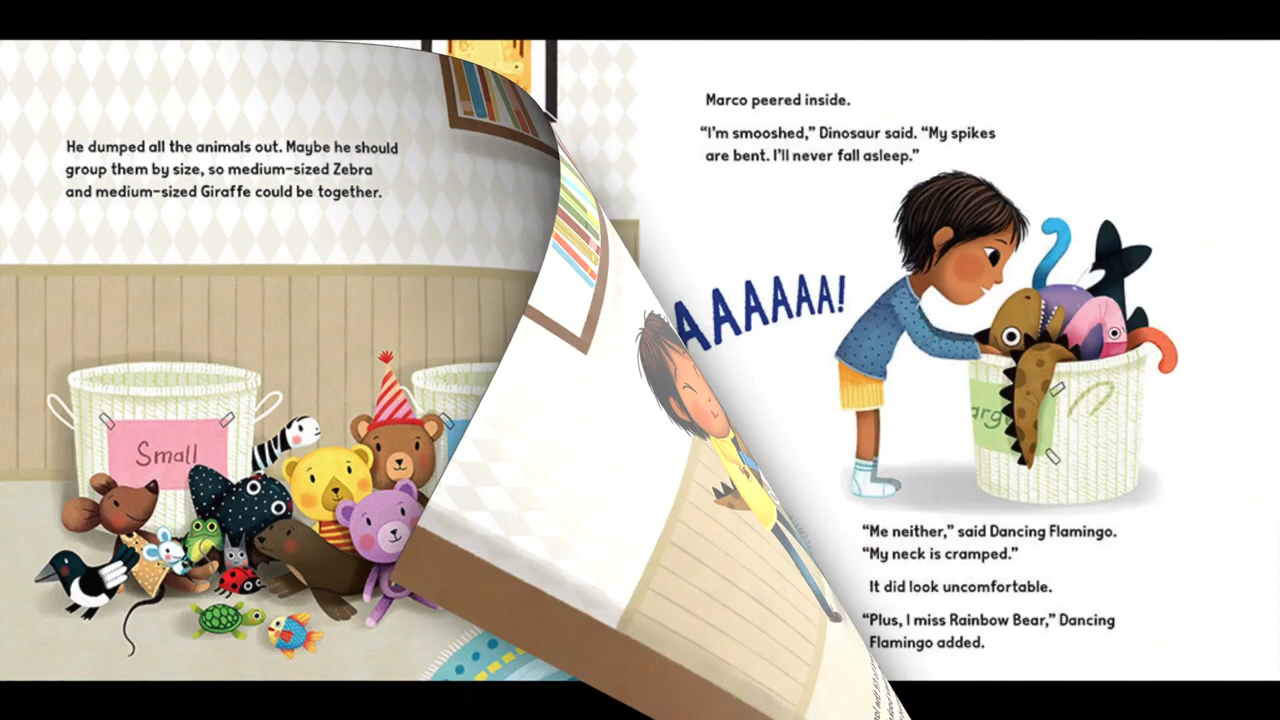 He dumped all the animals out. Maybe he should
group them by size, so medium-sized Zebra
and medium-sized Giraffe could be together.
Small
Marco peered inside.
“I’m smooshed,” Dinosaur said. “My spikes
are bent. I’ll never fall asleep.”
AAAAAA!
“Me neither,” said Dancing Flamingo.
“My neck is cramped.”
It did look uncomfortable.
“Plus, I miss Rainbow Bear,” Dancing
Flamingo added.